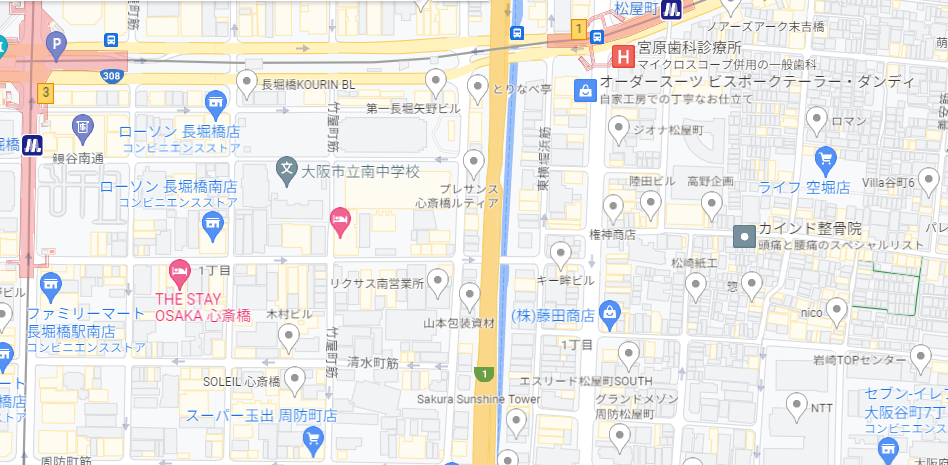 松屋町
1
P
308
3
長堀橋KOURIN BL
第一長堀矢野ビル
とりなべ亭
H
宮原歯科診療所
マイクロスコープ併用の一般歯科
オーダースーツ ビスポークテーラー・ダンディ
自家工房での丁寧なお仕立て
ノアーズアーク末吉橋
ローソン 長堀橋店
コンビニエンスストア
竹屋町筋
鰻谷南通
文
大阪市立南中学校
東横堀浜筋
ジオナ松屋町
ロマン
ローソン 長堀橋南店
コンビニエンスストア
プレサンス
心斎橋ルティア
陸田ビル
高野企画
ライフ 空堀店
Villa谷町6
権神商店
カインド整骨院
頭痛と腰痛のスペシャリスト
1丁目
THE STAY
OSAKA 心斎橋
リクサス南営業所
キー昨ビル
松崎紙工
惣
nico
ファミリーマート
長堀橋駅南店
コンビニエンスストア
木村ビル
竹屋町筋
山本包装資材
(株)藤田商店
1丁目
清水町筋
岩崎TOPセンター
SOLEIL 心斎橋
1
エスリード松屋町SOUTH
Sakura Sunshine Tower
グランドメゾン
周防松屋町
NTT
セブン-イレブ
大阪谷町7丁
コンビニエンス
スーパー玉出 周防町店
周防町筋